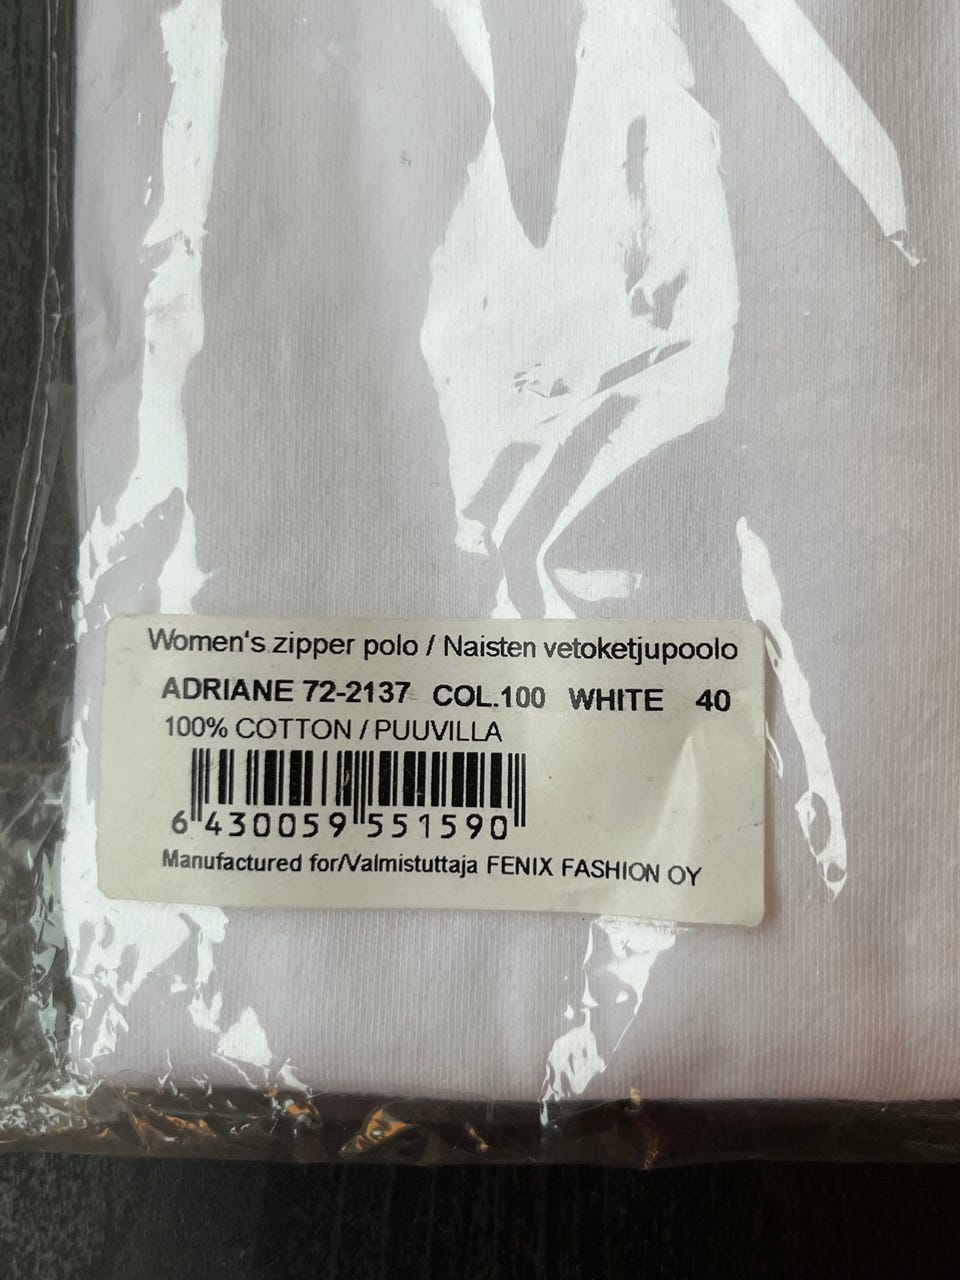 Women's zipper polo / Naisten vetoketjupoolo
ADRIANE 72-2137 COL.100 WHITE 40
100% COTTON / PUUVILLA
6 430059 551590
Manufactured for/Valmistuttaja FENIX FASHION OY